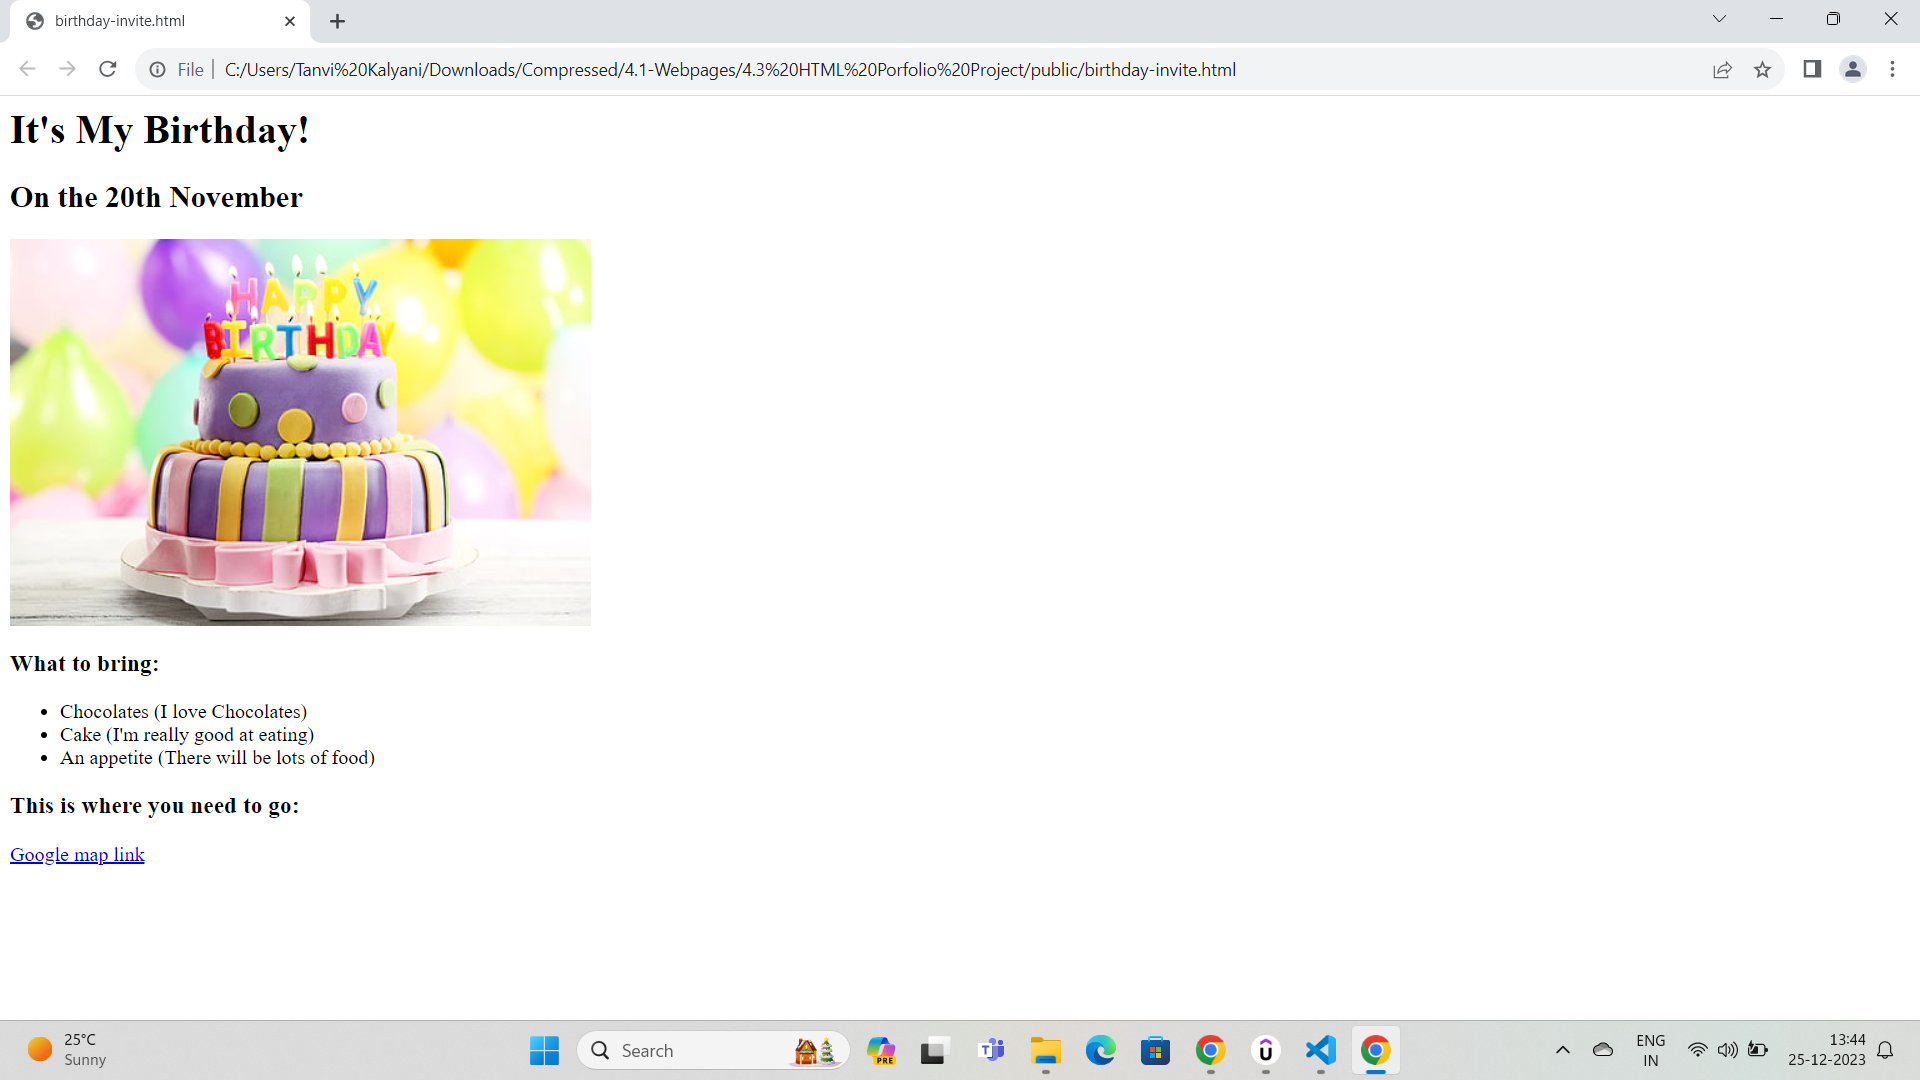 birthday-invite.html
File
C:/Users/Tanvi%20Kalyani/Downloads/Compressed/4.1-Webpages/4.3%20HTML%20Porfolio%20Project/public/birthday-invite.html
It's My Birthday!
On the 20th November
HAPPY
BIRTHDAY
What to bring:
Chocolates (I love Chocolates)
Cake (I'm really good at eating)
An appetite (There will be lots of food)
This is where you need to go:
Google map link
25°C
Sunny
Search
PRE
ENG
IN
13:44
25-12-2023